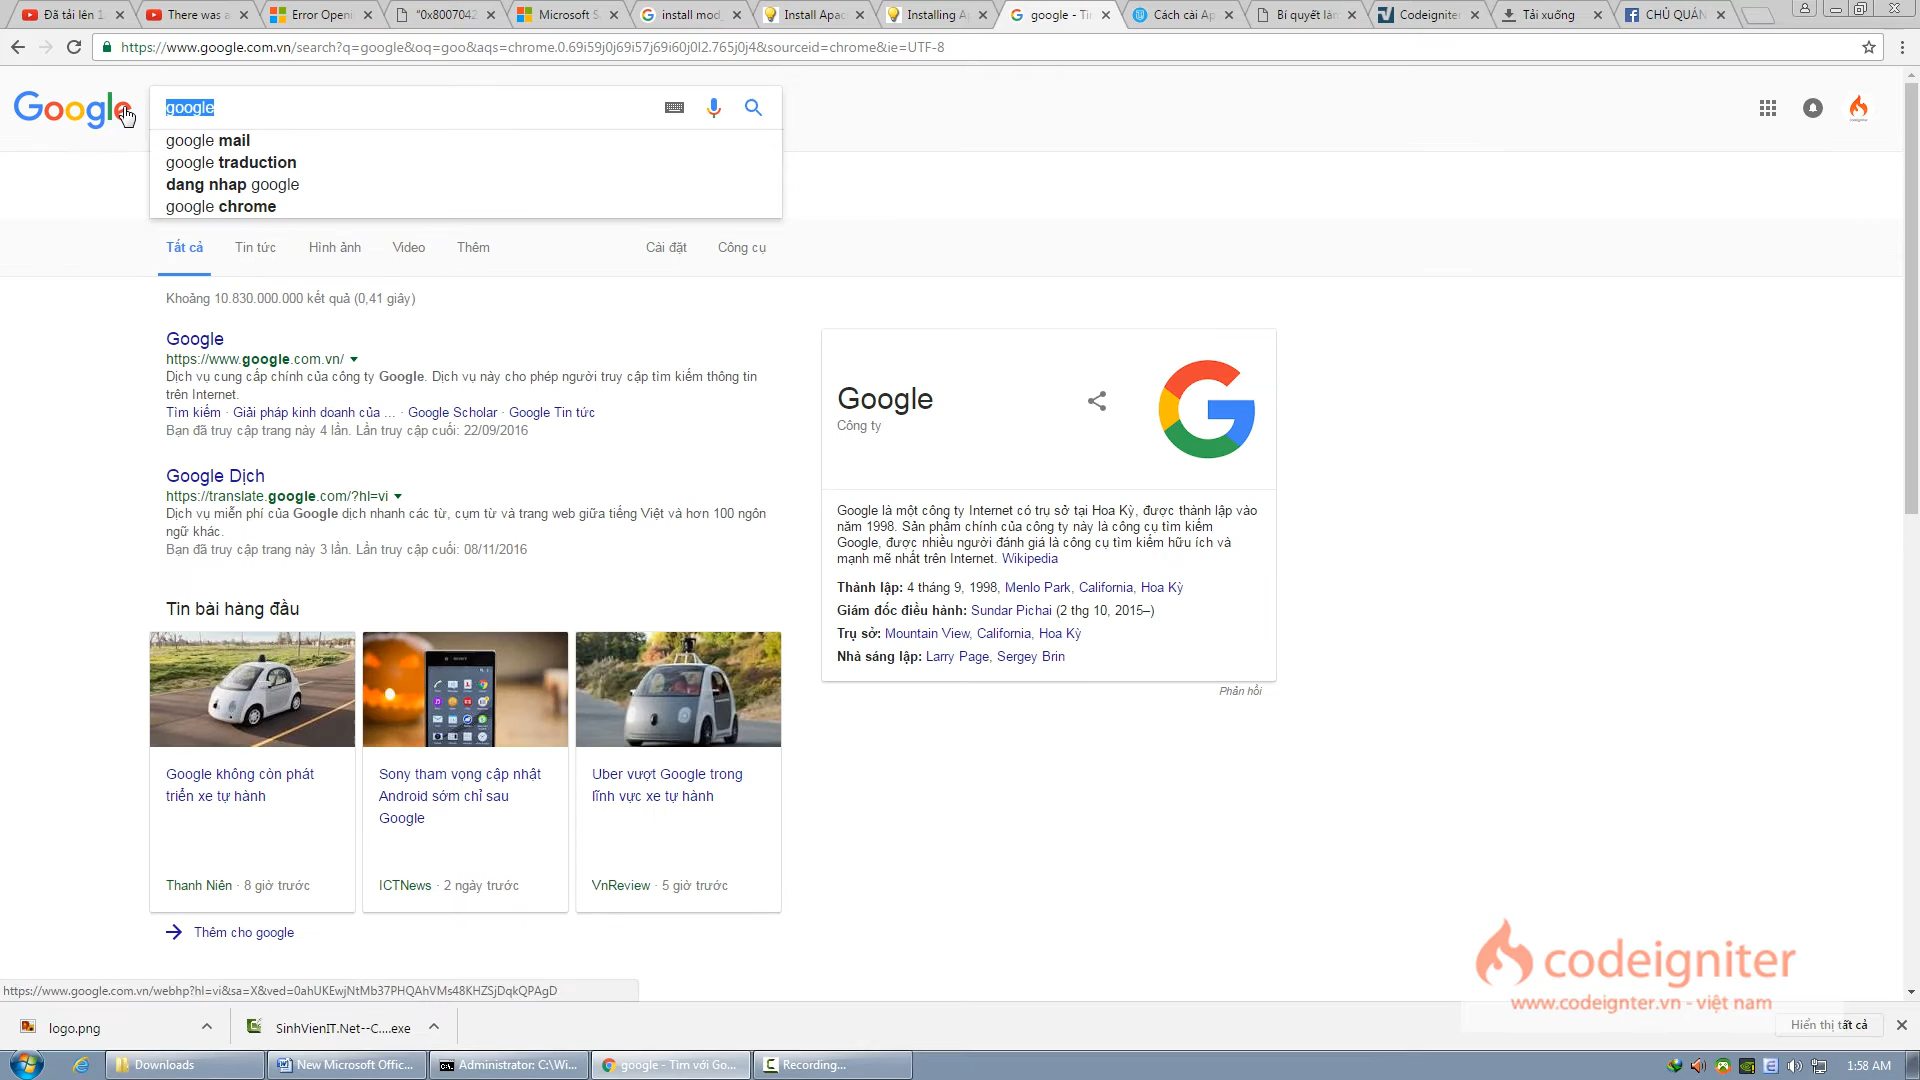 Đã tải lên 1
There was a
Error Openi
"0x8007042
Microsoft S
install mod_
Install Apac
Installing Ap
google - Tìm
Cách cài Ap
Bí quyết làm
Codeigniter
Tải xuống
CHỦ QUÁN
https://www.google.com.vn/search?q=google&oq=goo&aqs=chrome.0.69i59j0j69i57j69i60j0l2.765j0j4&sourceid=chrome&ie=UTF-8
Google
google
google mail
google traduction
dang nhap google
google chrome
Tất cả
Tin tức
Hình ảnh
Video
Thêm
Cài đặt
Công cụ
Khoảng 10.830.000.000 kết quả (0,41 giây)
Google
https://www.google.com.vn/
Dịch vụ cung cấp chính của công ty Google. Dịch vụ này cho phép người truy cập tìm kiếm thông tin
trên Internet.
Tìm kiếm · Giải pháp kinh doanh của ... · Google Scholar · Google Tin tức
Bạn đã truy cập trang này 4 lần. Lần truy cập cuối: 22/09/2016
Google Dịch
https://translate.google.com/?hl=vi
Dịch vụ miễn phí của Google dịch nhanh các từ, cụm từ và trang web giữa tiếng Việt và hơn 100 ngôn
ngữ khác.
Bạn đã truy cập trang này 3 lần. Lần truy cập cuối: 08/11/2016
Tin bài hàng đầu
Google không còn phát
triển xe tự hành
Thanh Niên · 8 giờ trước
SONY
Sony tham vọng cập nhật
Android sớm chỉ sau
Google
ICTNews · 2 ngày trước
Uber vượt Google trong
lĩnh vực xe tự hành
VnReview · 5 giờ trước
Thêm cho google
Google
Công ty
Google là một công ty Internet có trụ sở tại Hoa Kỳ, được thành lập vào
năm 1998. Sản phẩm chính của công ty này là công cụ tìm kiếm
Google, được nhiều người đánh giá là công cụ tìm kiếm hữu ích và
mạnh mẽ nhất trên Internet. Wikipedia
Thành lập: 4 tháng 9, 1998, Menlo Park, California, Hoa Kỳ
Giám đốc điều hành: Sundar Pichai (2 thg 10, 2015–)
Trụ sở: Mountain View, California, Hoa Kỳ
Nhà sáng lập: Larry Page, Sergey Brin
Phản hồi
codeigniter
www.codeignter.vn - việt nam
https://www.google.com.vn/webhp?hl=vi&sa=X&ved=0ahUKEwjNtMb37PHQAhVMs48KHZSjDqkQPAgD
logo.png
SinhVienIT.Net--C....exe
Hiển thị tất cả
Downloads
New Microsoft Offic...
Administrator: C:\Wi...
google - Tìm với Go...
Recording...
1:58 AM